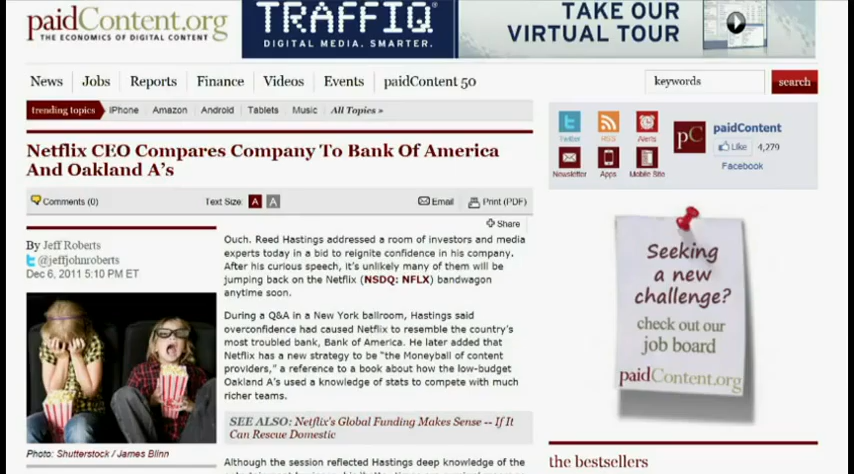 paidContent.org
THE ECONOMICS OF DIGITAL CONTENT
TRAFFIQ
DIGITAL MEDIA. SMARTER.
TAKE OUR
VIRTUAL TOUR
News Jobs Reports Finance Videos Events paidContent 50
keywords search
trending topics iPhone Amazon Android Tablets Music All Topics »
Netflix CEO Compares Company To Bank Of America
And Oakland A's
Comments (0) Text Size A A Email Print (PDF)
Share
By Jeff Roberts
@jeffjohnroberts
Dec 6, 2011 5:10 PM ET
Photo: Shutterstock / James Blinn
Ouch. Reed Hastings addressed a room of investors and media
experts today in a bid to reignite confidence in his company.
After his curious speech, it's unlikely many of them will be
jumping back on the Netflix (NSDQ: NFLX) bandwagon
anytime soon.
During a Q&A in a New York ballroom, Hastings said
overconfidence had caused Netflix to resemble the country's
most troubled bank, Bank of America. He later added that
Netflix has a new strategy to be "the Moneyball of content
providers," a reference to a book about how the low-budget
Oakland A's used a knowledge of stats to compete with much
richer teams.
SEE ALSO: Netflix's Global Funding Makes Sense -- If It
Can Rescue Domestic
Although the session reflected Hastings deep knowledge of the
Twitter RSS Alerts
Newsletter Apps Mobile Site
pC
paidContent
Like 4,279
Facebook
Seeking
a new
challenge?
check out our
job board
paidContent.org
the bestsellers